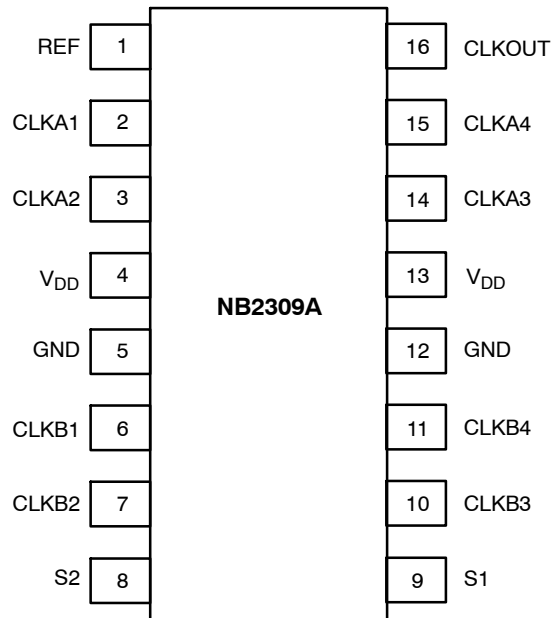 REF 1 16 CLKOUT
CLKA1 2 15 CLKA4
CLKA2 3 14 CLKA3
VDD 4 13 VDD
NB2309A
GND 5 12 GND
CLKB1 6 11 CLKB4
CLKB2 7 10 CLKB3
S2 8 9 S1